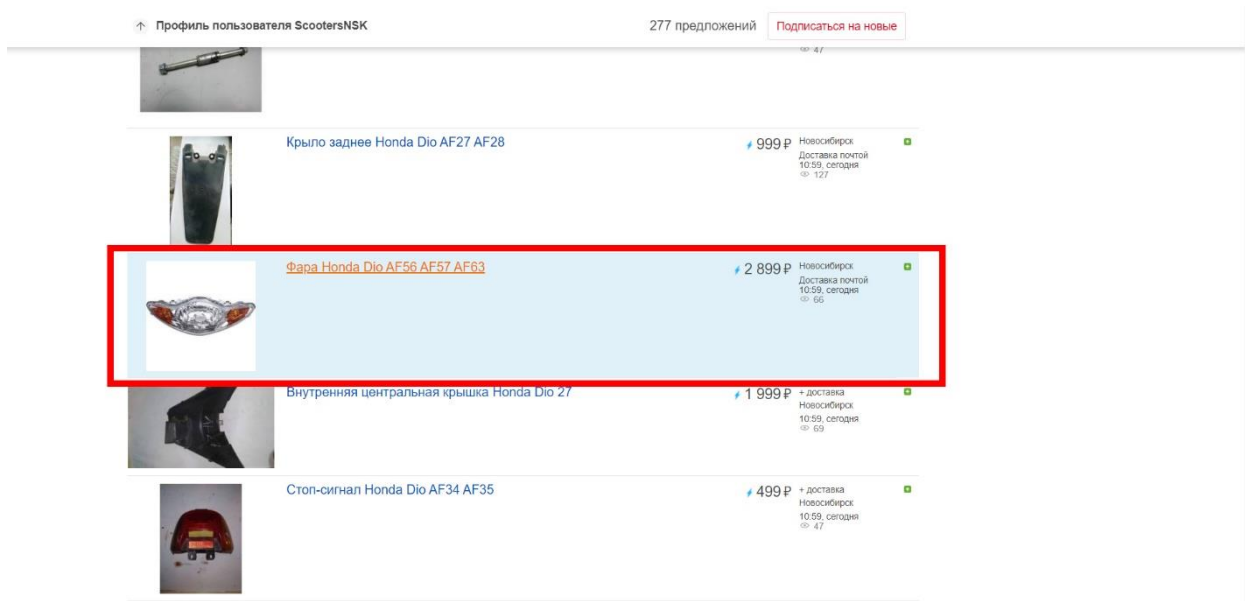 ↑ Профиль пользователя ScootersNSK
277 предложений
Подписаться на новые
47
Крыло заднее Honda Dio AF27 AF28
999 ₽
Новосибирск
Доставка почтой
10:59, сегодня
127
Фара Honda Dio AF56 AF57 AF63
2 899 ₽
Новосибирск
Доставка почтой
10:59, сегодня
66
Внутренняя центральная крышка Honda Dio 27
1 999 ₽
+ доставка
Новосибирск
10:59, сегодня
69
Стоп-сигнал Honda Dio AF34 AF35
499 ₽
+ доставка
Новосибирск
10:59, сегодня
47